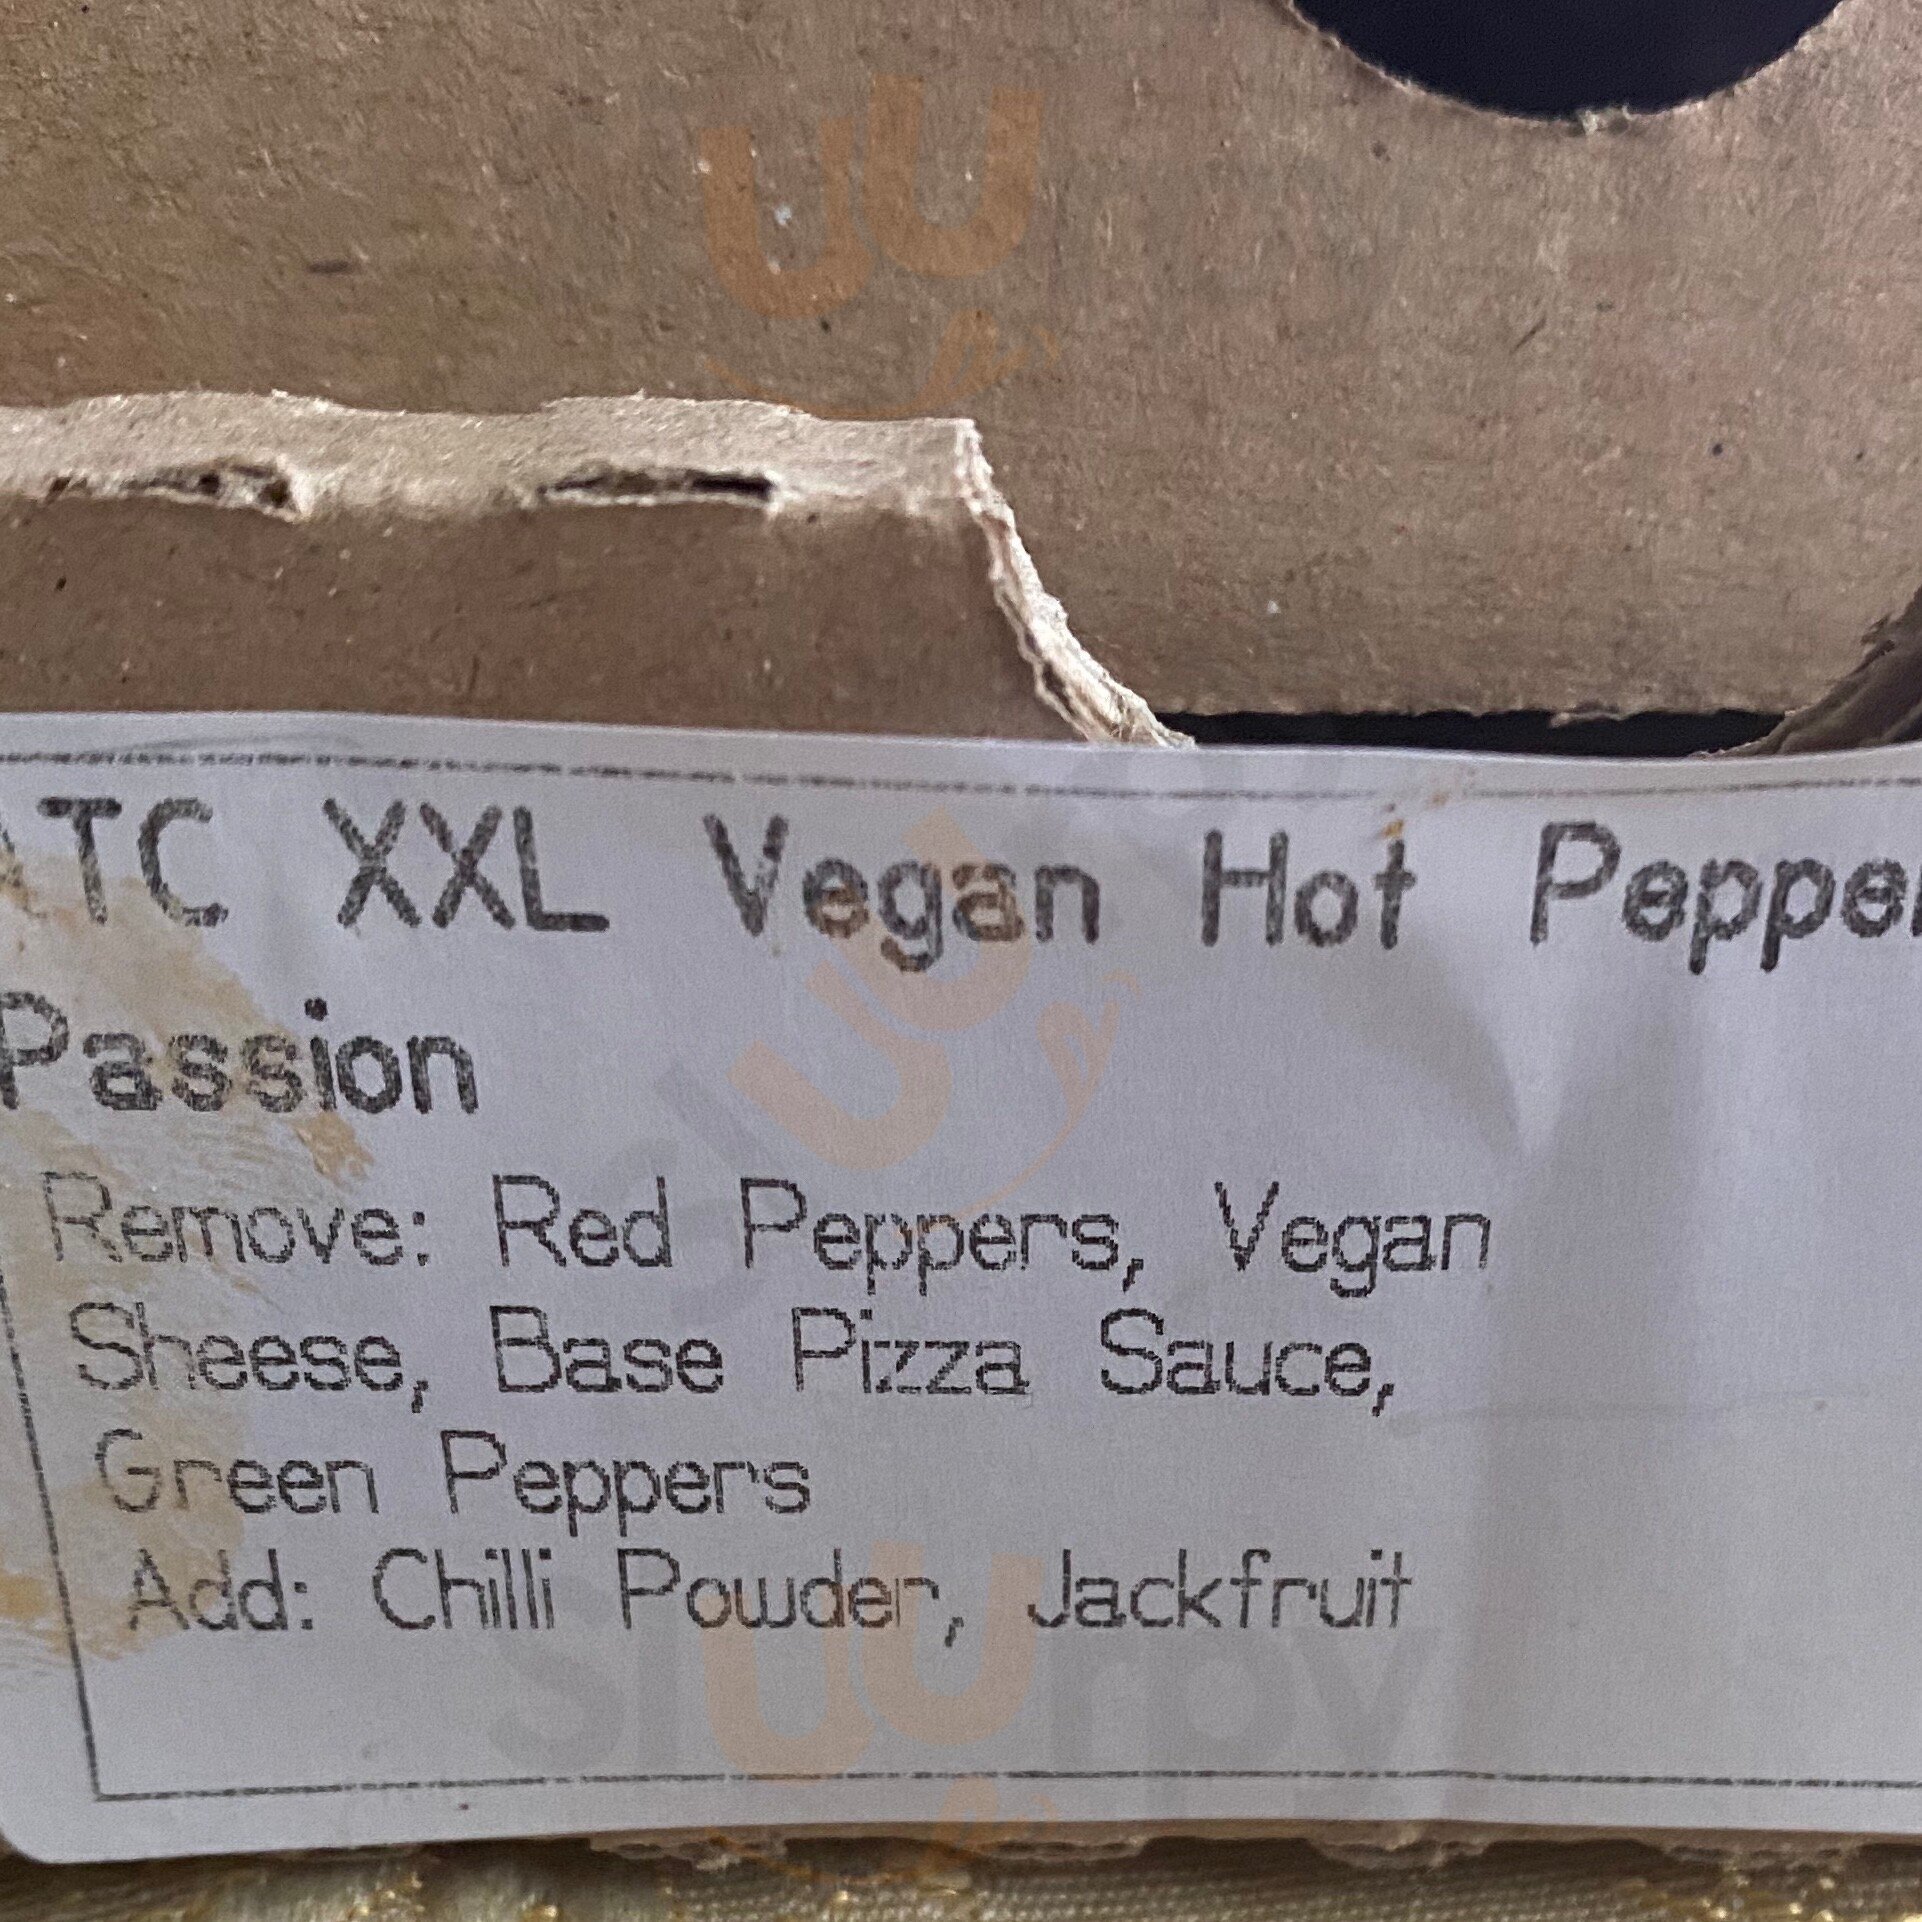 ATC XXL Vegan Hot Pepper
Passion
Remove: Red Peppers, Vegan
Sheese, Base Pizza Sauce,
Green Peppers
Add: Chilli Powder, Jackfruit
sluurpy